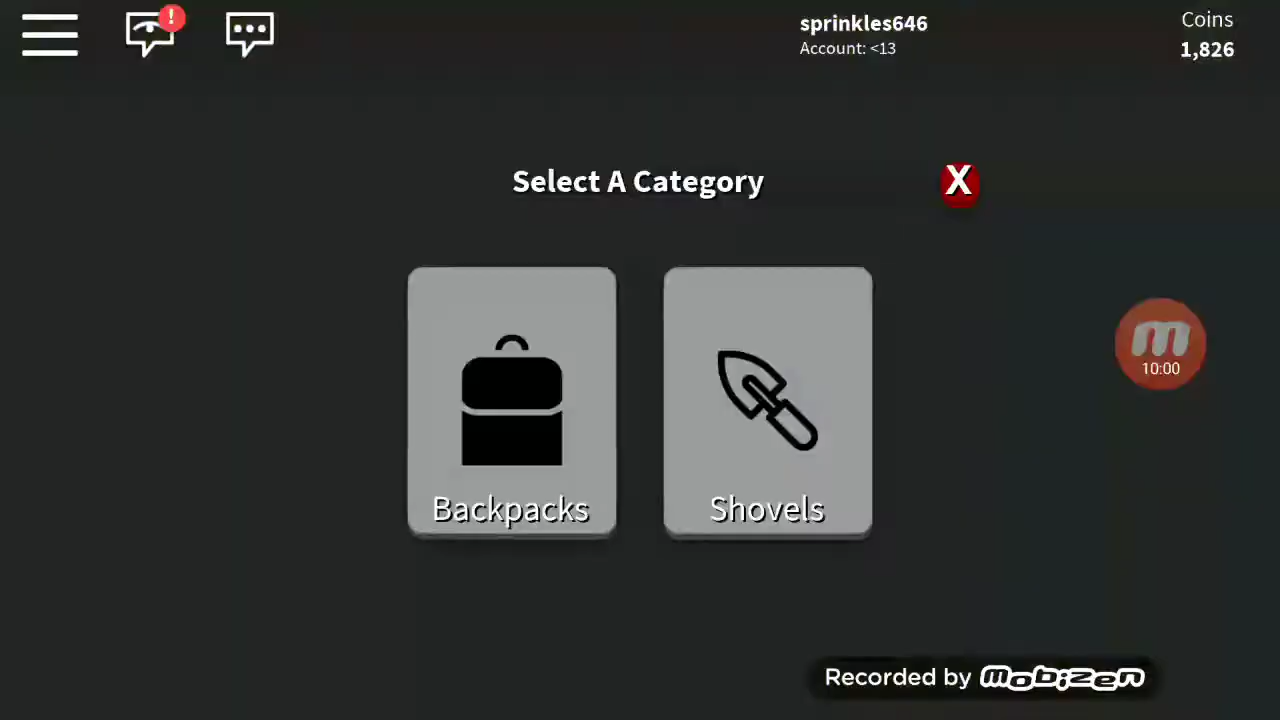 !
sprinkles646
Account: <13
Coins
1,826
Select A Category
X
Backpacks
Shovels
m
10:00
Recorded by mobizen